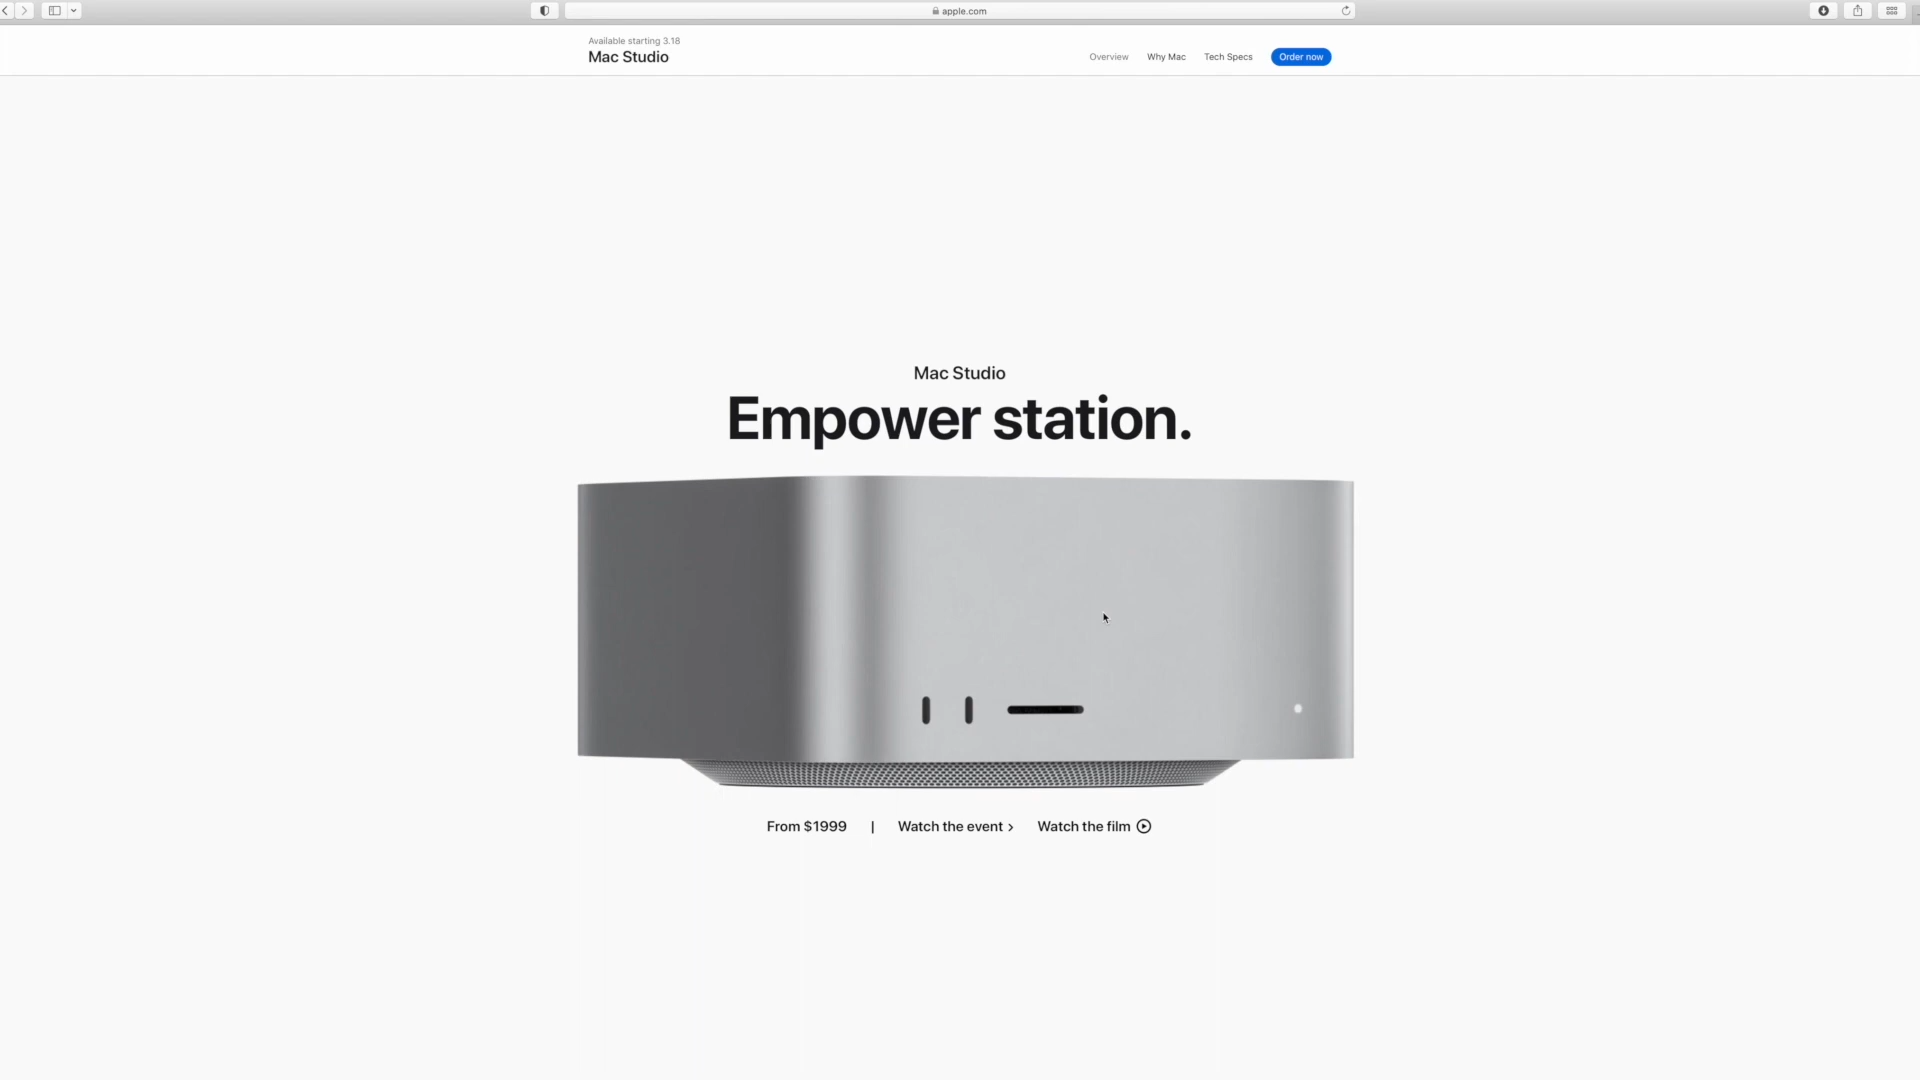 apple.com
Available starting 3.18
Mac Studio
Overview
Why Mac
Tech Specs
Order now
Mac Studio
Empower station.
From $1999 | Watch the event › Watch the film